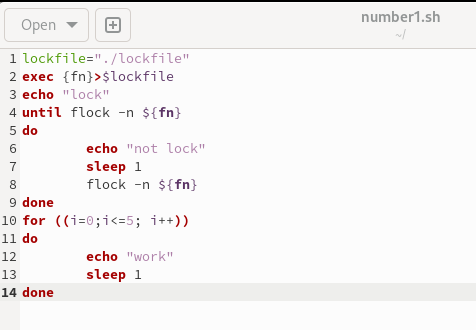 Open
number1.sh
~/
1 lockfile="./lockfile"
2 exec {fn}>$lockfile
3 echo "lock"
4 until flock -n ${fn}
5 do
6         echo "not lock"
7         sleep 1
8         flock -n ${fn}
9 done
10 for ((i=0;i<=5; i++))
11 do
12         echo "work"
13         sleep 1
14 done